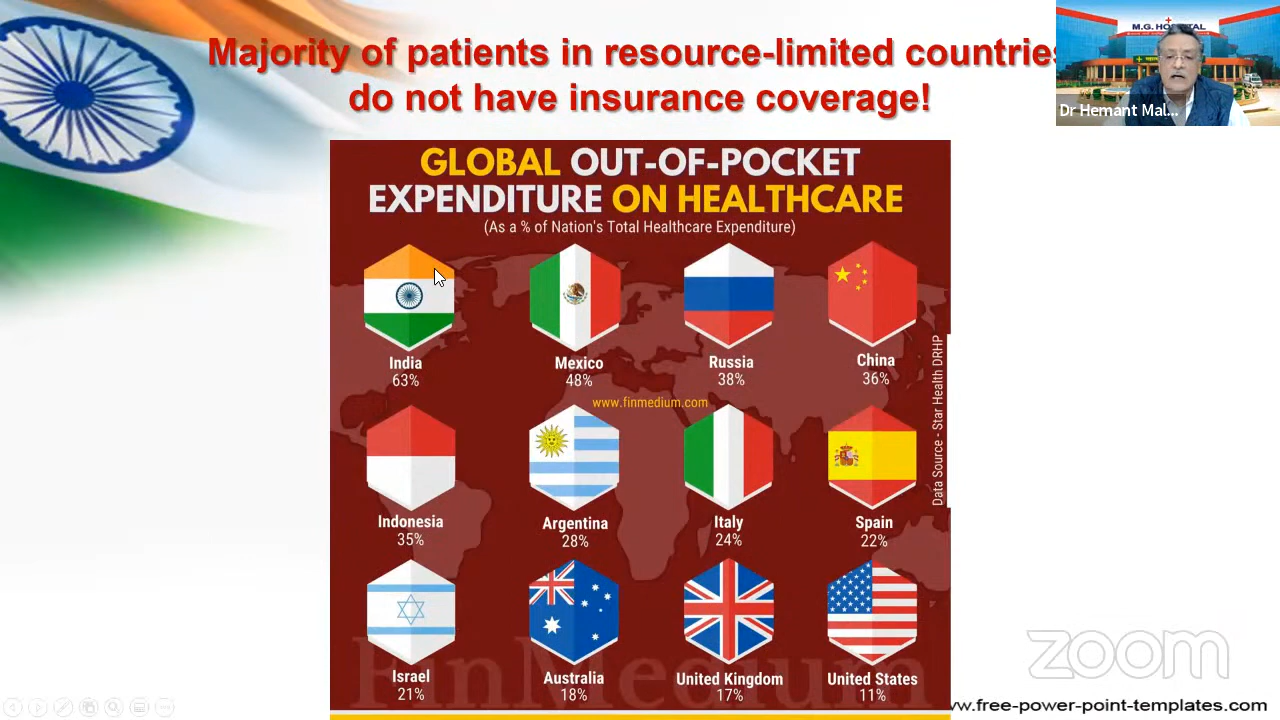 Majority of patients in resource-limited countries
do not have insurance coverage!
M.G. HOSPITAL
Dr Hemant Mal...
GLOBAL OUT-OF-POCKET
EXPENDITURE ON HEALTHCARE
(As a % of Nation's Total Healthcare Expenditure)
India
63%
Mexico
48%
Russia
38%
China
36%
www.finmedium.com
Data Source - Star Health DRHP
Indonesia
35%
Argentina
28%
Italy
24%
Spain
22%
Israel
21%
Australia
18%
United Kingdom
17%
United States
11%
FinMedium
zoom
w.free-power-point-templates.com